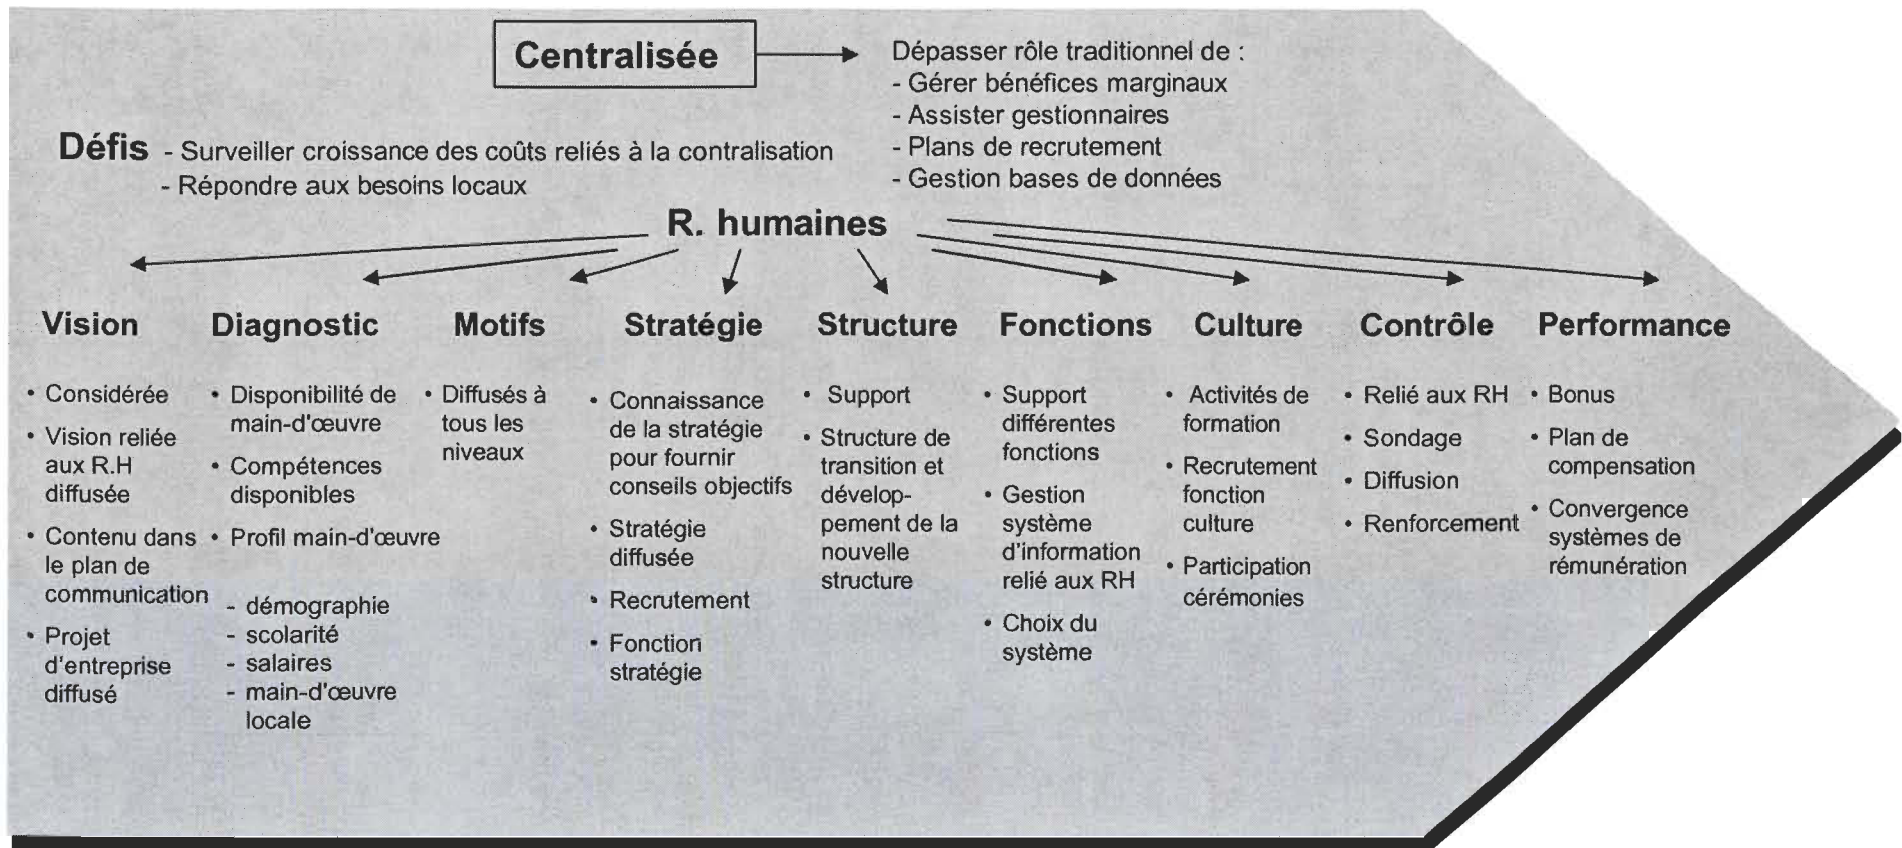 Centralisée
Dépasser rôle traditionnel de :
- Gérer bénéfices marginaux
- Assister gestionnaires
- Plans de recrutement
- Gestion bases de données
Défis - Surveiller croissance des coûts reliés à la contralisation
- Répondre aux besoins locaux
R. humaines
Vision
• Considérée
• Vision reliée
aux R.H
diffusée
• Contenu dans
le plan de
communication
• Projet
d'entreprise
diffusé
Diagnostic
• Disponibilité de
main-d'œuvre
• Compétences
disponibles
• Profil main-d'œuvre
- démographie
- scolarité
- salaires
- main-d'œuvre
locale
Motifs
• Diffusés à
tous les
niveaux
Stratégie
• Connaissance
de la stratégie
pour fournir
conseils objectifs
• Stratégie
diffusée
• Recrutement
• Fonction
stratégie
Structure
• Support
• Structure de
transition et
dévelop-
pement de la
nouvelle
structure
Fonctions
• Support
différentes
fonctions
• Gestion
système
d'information
relié aux RH
• Choix du
système
Culture
• Activités de
formation
• Recrutement
fonction
culture
• Participation
cérémonies
Contrôle
• Relié aux RH
• Sondage
• Diffusion
• Renforcement
Performance
• Bonus
• Plan de
compensation
• Convergence
systèmes de
rémunération